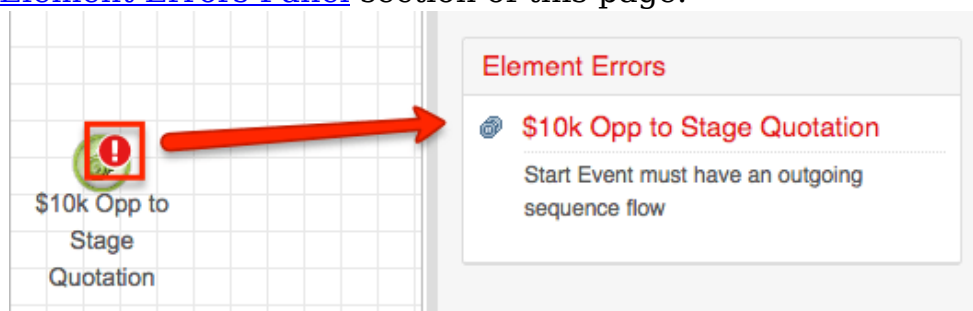 Element Errors Panel section of this page.
Element Errors
$10k Opp to Stage Quotation
Start Event must have an outgoing
sequence flow
$10k Opp to
Stage
Quotation